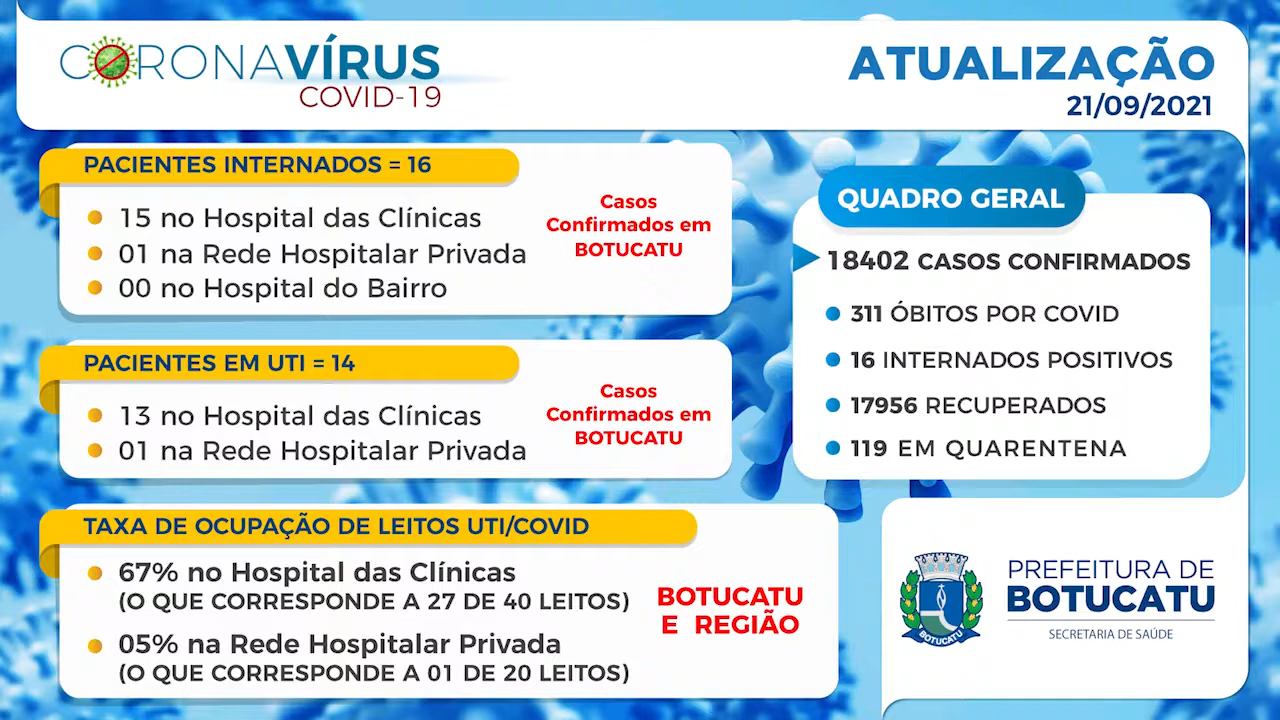 CORONAVÍRUS
COVID-19
ATUALIZAÇÃO
21/09/2021
PACIENTES INTERNADOS = 16
15 no Hospital das Clínicas
01 na Rede Hospitalar Privada
00 no Hospital do Bairro
Casos
Confirmados em
BOTUCATU
PACIENTES EM UTI = 14
13 no Hospital das Clínicas
01 na Rede Hospitalar Privada
Casos
Confirmados em
BOTUCATU
TAXA DE OCUPAÇÃO DE LEITOS UTI/COVID
67% no Hospital das Clínicas
(O QUE CORRESPONDE A 27 DE 40 LEITOS)
05% na Rede Hospitalar Privada
(O QUE CORRESPONDE A 01 DE 20 LEITOS)
BOTUCATU
E REGIÃO
QUADRO GERAL
18402 CASOS CONFIRMADOS
311 ÓBITOS POR COVID
16 INTERNADOS POSITIVOS
17956 RECUPERADOS
119 EM QUARENTENA
BOTUCATU
PREFEITURA DE
BOTUCATU
SECRETARIA DE SAÚDE